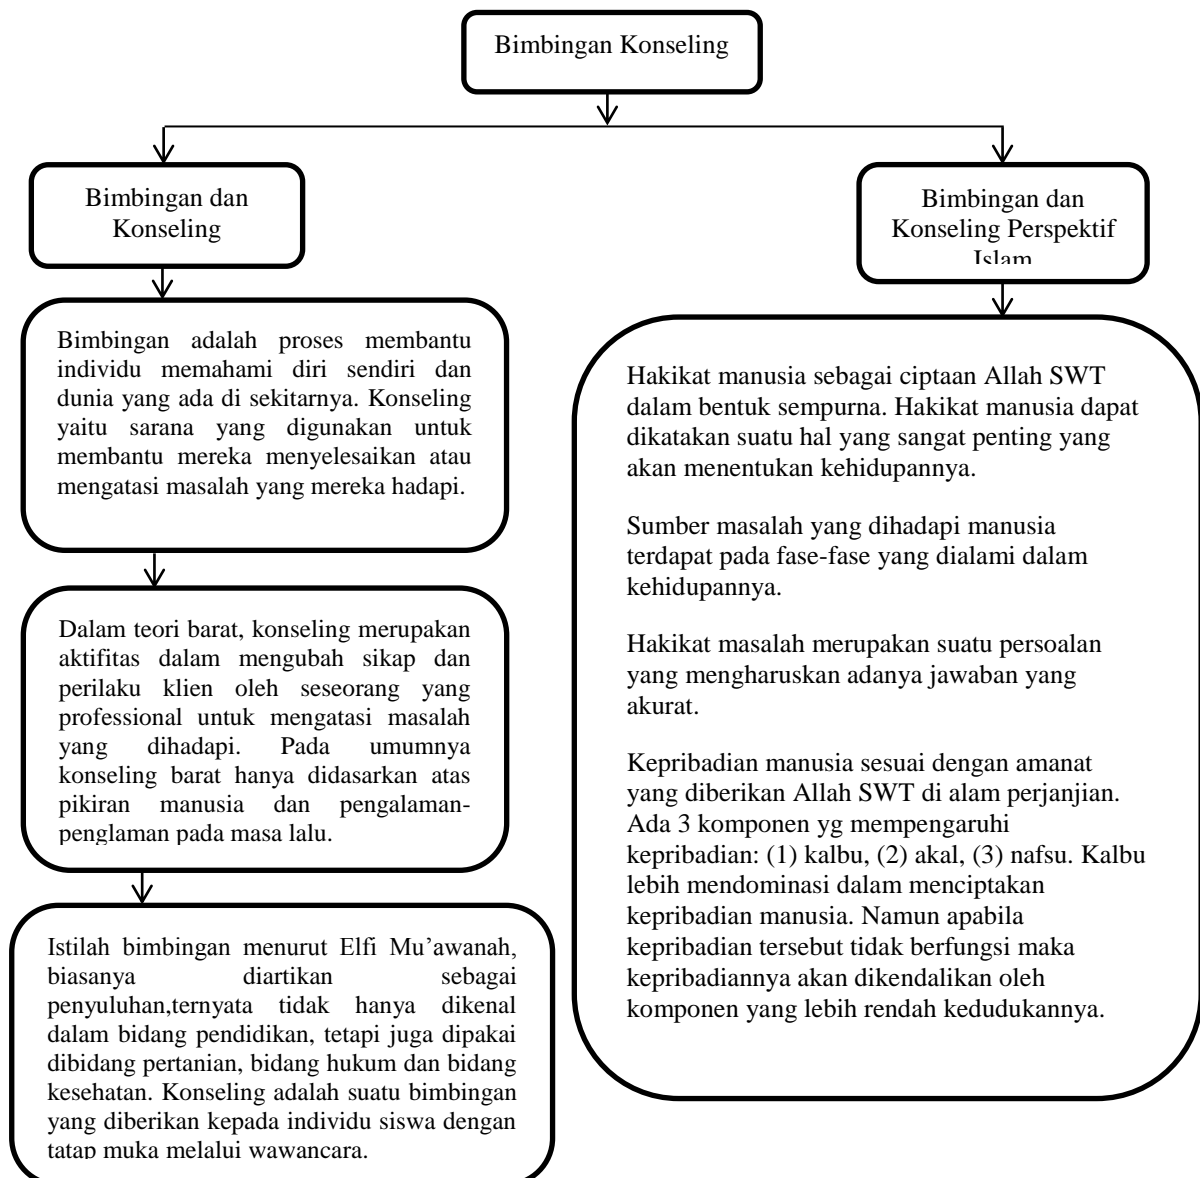 Bimbingan Konseling
Bimbingan dan
Konseling
Bimbingan dan
Konseling Perspektif
Islam
Bimbingan adalah proses membantu
individu memahami diri sendiri dan
dunia yang ada di sekitarnya. Konseling
yaitu sarana yang digunakan untuk
membantu mereka menyelesaikan atau
mengatasi masalah yang mereka hadapi.
Dalam teori barat, konseling merupakan
aktifitas dalam mengubah sikap dan
perilaku klien oleh seseorang yang
professional untuk mengatasi masalah
yang dihadapi. Pada umumnya
konseling barat hanya didasarkan atas
pikiran manusia dan pengalaman-
penglaman pada masa lalu.
Istilah bimbingan menurut Elfi Mu’awanah,
biasanya diartikan sebagai
penyuluhan,ternyata tidak hanya dikenal
dalam bidang pendidikan, tetapi juga dipakai
dibidang pertanian, bidang hukum dan bidang
kesehatan. Konseling adalah suatu bimbingan
yang diberikan kepada individu siswa dengan
tatap muka melalui wawancara.
Hakikat manusia sebagai ciptaan Allah SWT
dalam bentuk sempurna. Hakikat manusia dapat
dikatakan suatu hal yang sangat penting yang
akan menentukan kehidupannya.
Sumber masalah yang dihadapi manusia
terdapat pada fase-fase yang dialami dalam
kehidupannya.
Hakikat masalah merupakan suatu persoalan
yang mengharuskan adanya jawaban yang
akurat.
Kepribadian manusia sesuai dengan amanat
yang diberikan Allah SWT di alam perjanjian.
Ada 3 komponen yg mempengaruhi
kepribadian: (1) kalbu, (2) akal, (3) nafsu. Kalbu
lebih mendominasi dalam menciptakan
kepribadian manusia. Namun apabila
kepribadian tersebut tidak berfungsi maka
kepribadiannya akan dikendalikan oleh
komponen yang lebih rendah kedudukannya.